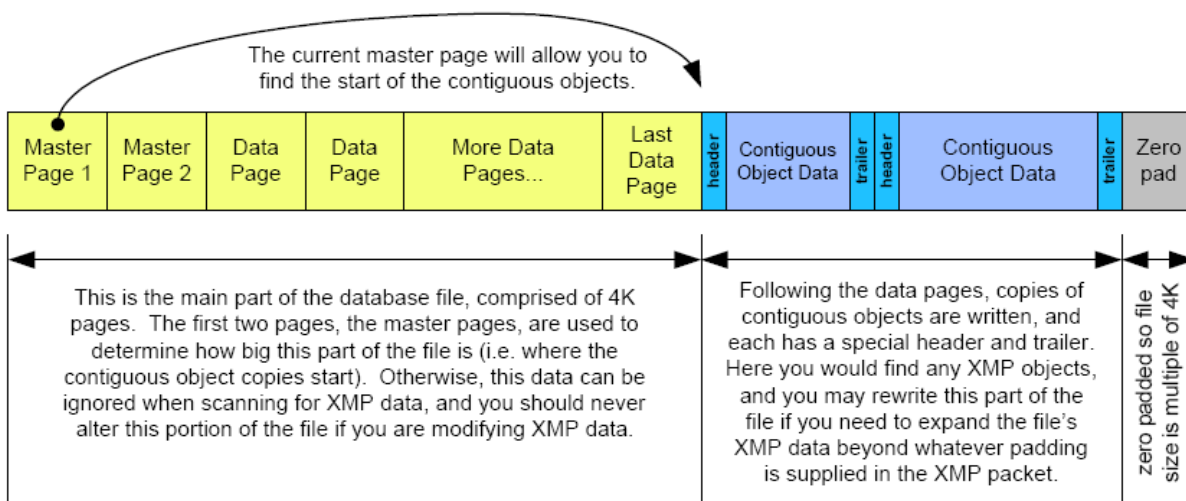 The current master page will allow you to
find the start of the contiguous objects.
Master
Page 1
Master
Page 2
Data
Page
Data
Page
More Data
Pages...
Last
Data
Page
header
Contiguous
Object Data
trailer
header
Contiguous
Object Data
trailer
Zero
pad
This is the main part of the database file, comprised of 4K
pages. The first two pages, the master pages, are used to
determine how big this part of the file is (i.e. where the
contiguous object copies start). Otherwise, this data can be
ignored when scanning for XMP data, and you should never
alter this portion of the file if you are modifying XMP data.
Following the data pages, copies of
contiguous objects are written, and
each has a special header and trailer.
Here you would find any XMP objects,
and you may rewrite this part of the
file if you need to expand the file's
XMP data beyond whatever padding
is supplied in the XMP packet.
zero padded so file
size is multiple of 4K